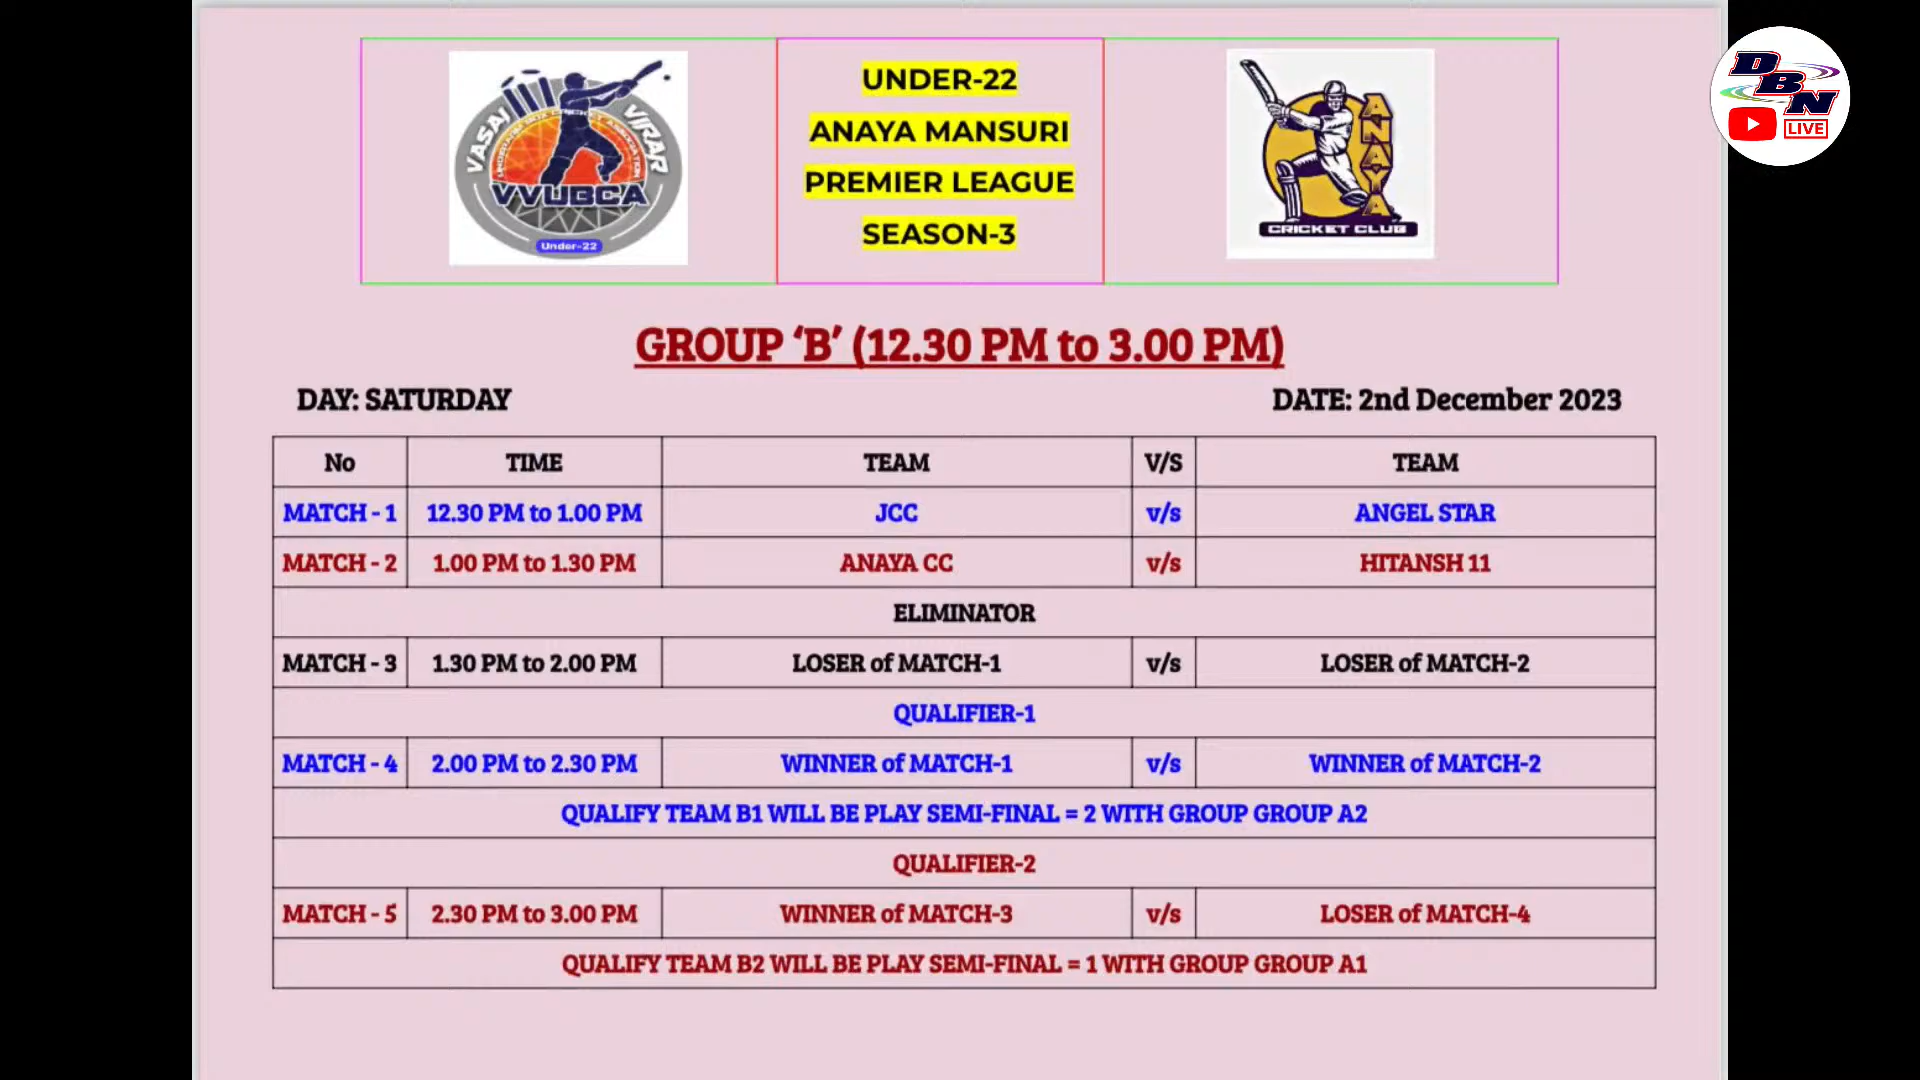 VASAI VIRAR
VVUBCA
Under-22
UNDER-22
ANAYA MANSURI
PREMIER LEAGUE
SEASON-3
ANAYA
CRICKET CLUB
DBN
LIVE
GROUP ‘B’ (12.30 PM to 3.00 PM)
DAY: SATURDAY DATE: 2nd December 2023
No TIME TEAM V/S TEAM
MATCH - 1 12.30 PM to 1.00 PM JCC v/s ANGEL STAR
MATCH - 2 1.00 PM to 1.30 PM ANAYA CC v/s HITANSH 11
ELIMINATOR
MATCH - 3 1.30 PM to 2.00 PM LOSER of MATCH-1 v/s LOSER of MATCH-2
QUALIFIER-1
MATCH - 4 2.00 PM to 2.30 PM WINNER of MATCH-1 v/s WINNER of MATCH-2
QUALIFY TEAM B1 WILL BE PLAY SEMI-FINAL = 2 WITH GROUP GROUP A2
QUALIFIER-2
MATCH - 5 2.30 PM to 3.00 PM WINNER of MATCH-3 v/s LOSER of MATCH-4
QUALIFY TEAM B2 WILL BE PLAY SEMI-FINAL = 1 WITH GROUP GROUP A1